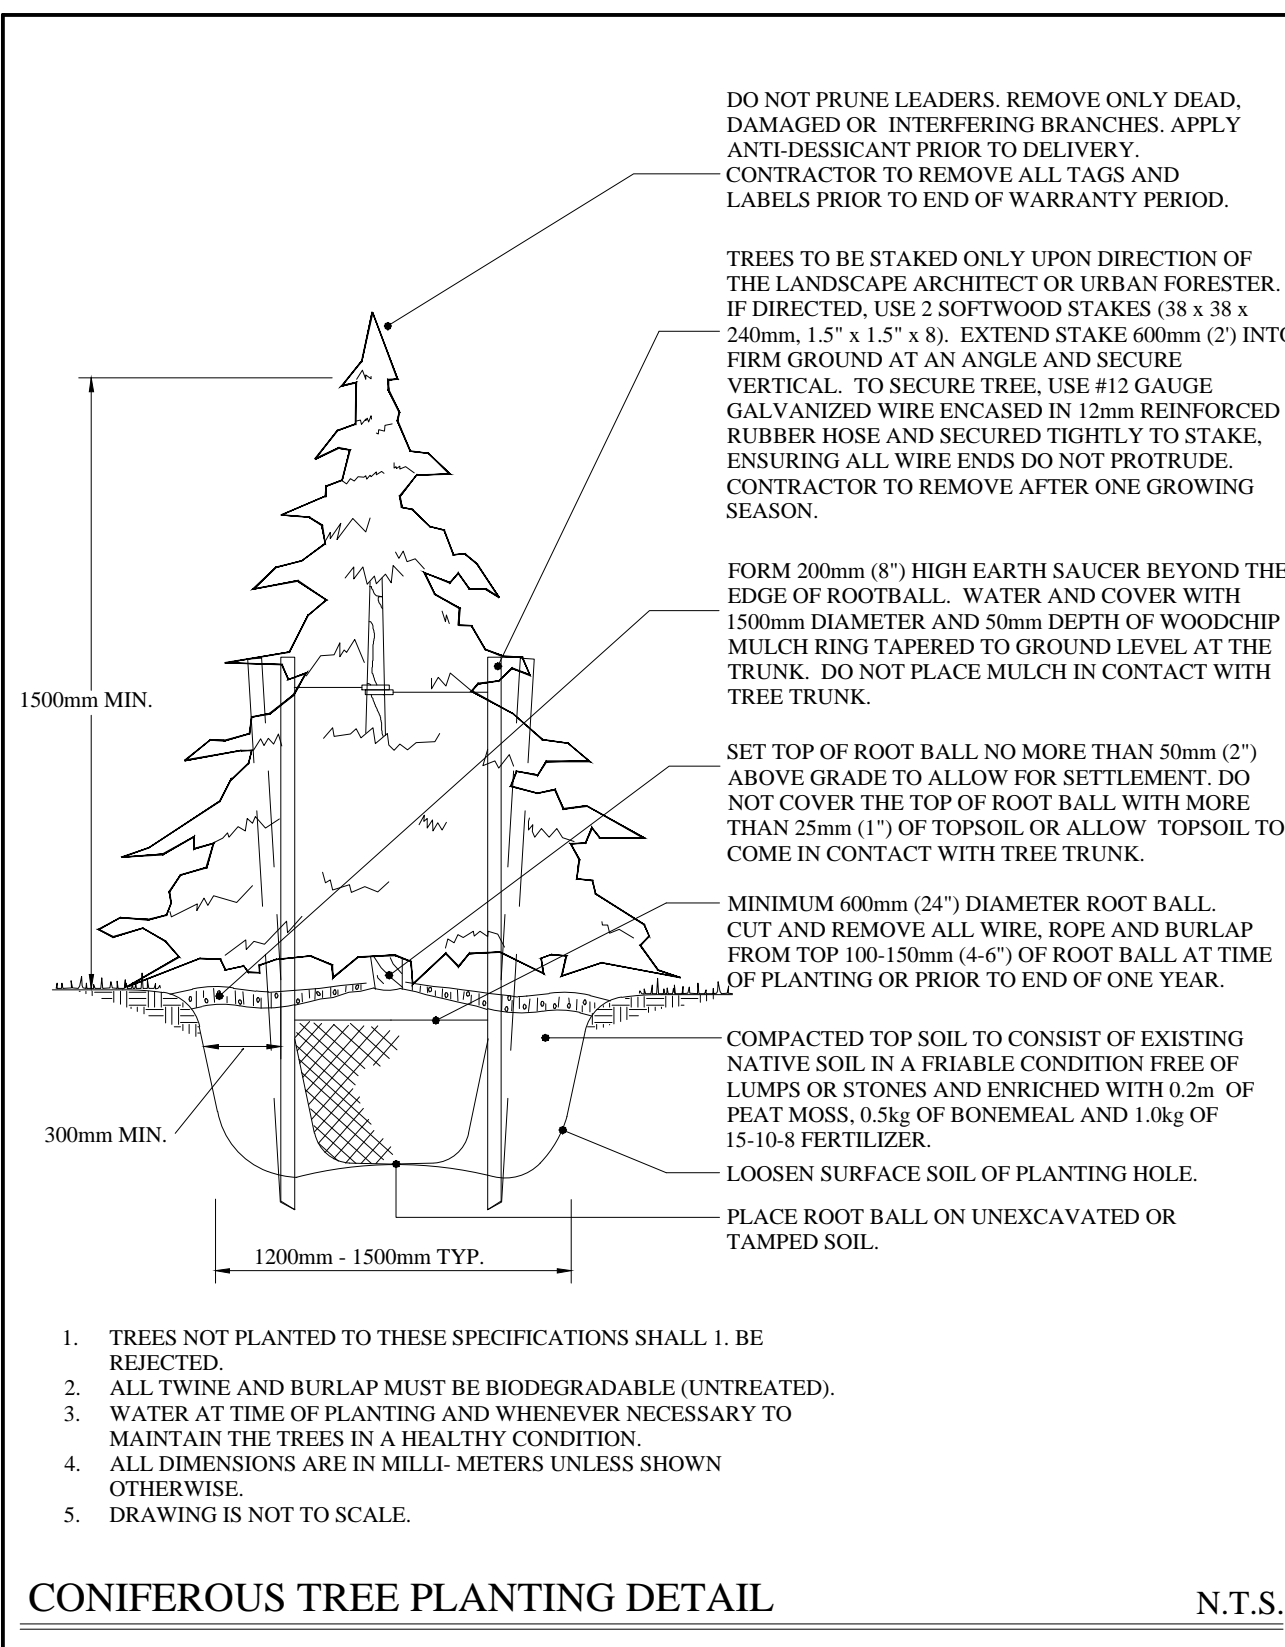 DO NOT PRUNE LEADERS. REMOVE ONLY DEAD,
DAMAGED OR INTERFERING BRANCHES. APPLY
ANTI-DESSICANT PRIOR TO DELIVERY.
CONTRACTOR TO REMOVE ALL TAGS AND
LABELS PRIOR TO END OF WARRANTY PERIOD.
TREES TO BE STAKED ONLY UPON DIRECTION OF
THE LANDSCAPE ARCHITECT OR URBAN FORESTER.
IF DIRECTED, USE 2 SOFTWOOD STAKES (38 x 38 x
240mm, 1.5" x 1.5" x 8). EXTEND STAKE 600mm (2') INTO
FIRM GROUND AT AN ANGLE AND SECURE
VERTICAL. TO SECURE TREE, USE #12 GAUGE
GALVANIZED WIRE ENCASED IN 12mm REINFORCED
RUBBER HOSE AND SECURED TIGHTLY TO STAKE,
ENSURING ALL WIRE ENDS DO NOT PROTRUDE.
CONTRACTOR TO REMOVE AFTER ONE GROWING
SEASON.
FORM 200mm (8") HIGH EARTH SAUCER BEYOND THE
EDGE OF ROOTBALL. WATER AND COVER WITH
1500mm DIAMETER AND 50mm DEPTH OF WOODCHIP
MULCH RING TAPERED TO GROUND LEVEL AT THE
TRUNK. DO NOT PLACE MULCH IN CONTACT WITH
TREE TRUNK.
1500mm MIN.
SET TOP OF ROOT BALL NO MORE THAN 50mm (2")
ABOVE GRADE TO ALLOW FOR SETTLEMENT. DO
NOT COVER THE TOP OF ROOT BALL WITH MORE
THAN 25mm (1") OF TOPSOIL OR ALLOW TOPSOIL TO
COME IN CONTACT WITH TREE TRUNK.
MINIMUM 600mm (24") DIAMETER ROOT BALL.
CUT AND REMOVE ALL WIRE, ROPE AND BURLAP
FROM TOP 100-150mm (4-6") OF ROOT BALL AT TIME
OF PLANTING OR PRIOR TO END OF ONE YEAR.
COMPACTED TOP SOIL TO CONSIST OF EXISTING
NATIVE SOIL IN A FRIABLE CONDITION FREE OF
LUMPS OR STONES AND ENRICHED WITH 0.2m OF
PEAT MOSS, 0.5kg OF BONEMEAL AND 1.0kg OF
15-10-8 FERTILIZER.
300mm MIN.
LOOSEN SURFACE SOIL OF PLANTING HOLE.
PLACE ROOT BALL ON UNEXCAVATED OR
TAMPED SOIL.
1200mm - 1500mm TYP.
1. TREES NOT PLANTED TO THESE SPECIFICATIONS SHALL 1. BE
REJECTED.
2. ALL TWINE AND BURLAP MUST BE BIODEGRADABLE (UNTREATED).
3. WATER AT TIME OF PLANTING AND WHENEVER NECESSARY TO
MAINTAIN THE TREES IN A HEALTHY CONDITION.
4. ALL DIMENSIONS ARE IN MILLI- METERS UNLESS SHOWN
OTHERWISE.
5. DRAWING IS NOT TO SCALE.
CONIFEROUS TREE PLANTING DETAIL
N.T.S.